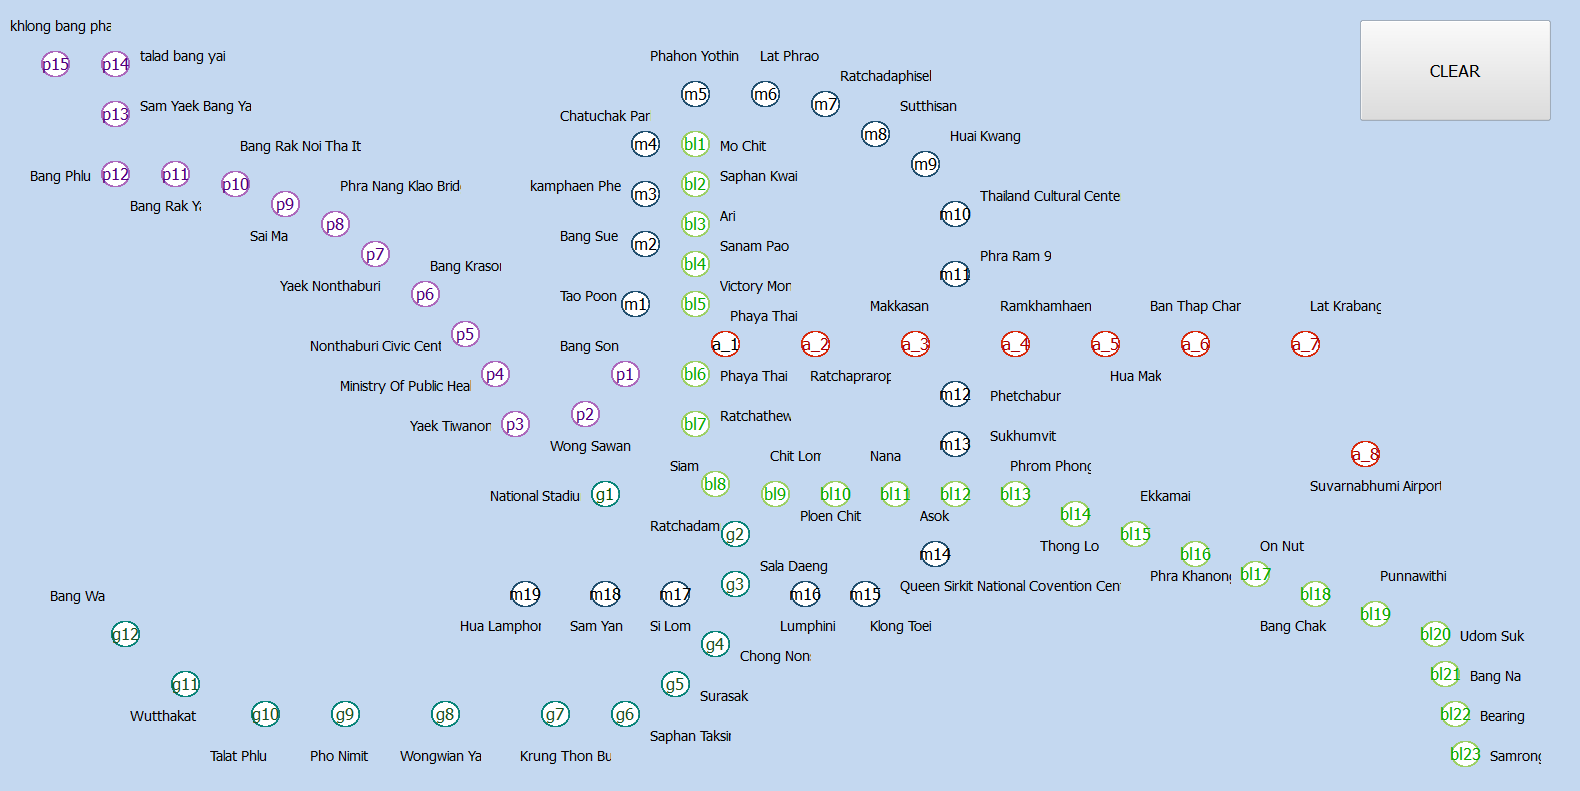 khlong bang pha
p15
p14
talad bang yai
CLEAR
p13
Sam Yaek Bang Ya
Bang Phlu
p12
p11
Bang Rak Ya
p10
Bang Rak Noi Tha It
p9
Sai Ma
p8
Phra Nang Klao Brid
p7
Yaek Nonthaburi
p6
Bang Krasor
p5
Nonthaburi Civic Cent
p4
Ministry Of Public Heal
p3
Yaek Tiwanon
p2
Wong Sawan
p1
Bang Son
Tao Poon
m1
Bang Sue
m2
kamphaen Phe
m3
Chatuchak Par
m4
Phahon Yothin
m5
Lat Phrao
m6
Ratchadaphisel
m7
Sutthisan
m8
Huai Kwang
m9
Thailand Cultural Cente
m10
Phra Ram 9
m11
bl1
Mo Chit
bl2
Saphan Kwai
bl3
Ari
bl4
Sanam Pao
bl5
Victory Mon
Phaya Thai
a_1
a_2
Ratchapraror
Makkasan
a_3
Ramkhamhaen
a_4
a_5
Hua Mak
Ban Thap Char
a_6
Lat Krabang
a_7
a_8
Suvarnabhumi Airport
bl6
Phaya Thai
bl7
Ratchathew
m12
Phetchabur
m13
Sukhumvit
Siam
bl8
Chit Lom
bl9
bl10
Ploen Chit
Nana
bl11
bl12
Asok
Phrom Phong
bl13
bl14
Thong Lo
Ekkamai
bl15
bl16
Phra Khanong
On Nut
bl17
bl18
Bang Chak
Punnawithi
bl19
bl20
Udom Suk
bl21
Bang Na
bl22
Bearing
bl23
Samrong
National Stadiu
g1
Ratchadam
g2
Sala Daeng
g3
m14
Queen Sirkit National Covention Cen
m15
Klong Toei
m16
Lumphini
m17
Si Lom
m18
Sam Yan
m19
Hua Lamphor
g4
Chong Nons
g5
Surasak
g6
Saphan Taksin
g7
Krung Thon Bu
g8
Wongwian Ya
g9
Pho Nimit
g10
Talat Phlu
g11
Wutthakat
Bang Wa
g12